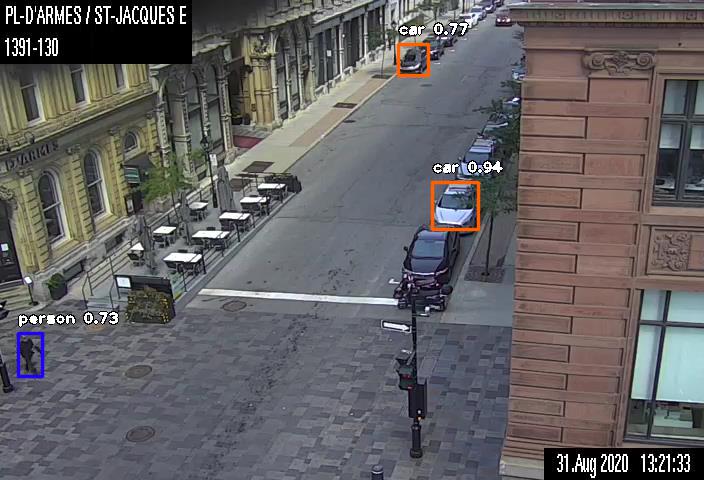 PL-D'ARMES / ST-JACQUES E
1391-130
car 0.77
car 0.94
D'ARMES
person 0.73
31.Aug 2020 13:21:33